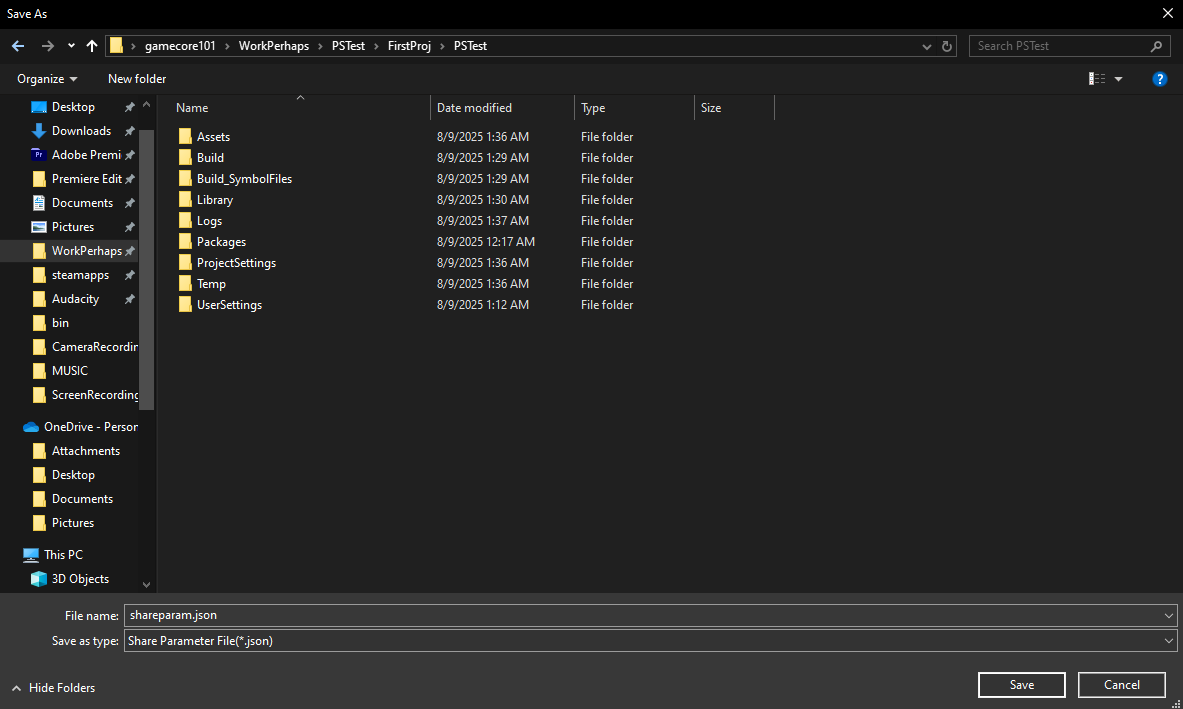 Save As
gamecore101 › WorkPerhaps › PSTest › FirstProj › PSTest
Search PSTest
Organize
New folder
?
Desktop
Downloads
Pr Adobe Premi
Premiere Edit
Documents
Pictures
WorkPerhaps
steamapps
Audacity
bin
CameraRecordin
MUSIC
ScreenRecording
OneDrive - Person
Attachments
Desktop
Documents
Pictures
This PC
3D Objects
Name Date modified Type Size
Assets 8/9/2025 1:36 AM File folder
Build 8/9/2025 1:29 AM File folder
Build_SymbolFiles 8/9/2025 1:29 AM File folder
Library 8/9/2025 1:30 AM File folder
Logs 8/9/2025 1:37 AM File folder
Packages 8/9/2025 12:17 AM File folder
ProjectSettings 8/9/2025 1:36 AM File folder
Temp 8/9/2025 1:36 AM File folder
UserSettings 8/9/2025 1:12 AM File folder
File name: shareparam.json
Save as type: Share Parameter File(*.json)
Hide Folders
Save
Cancel